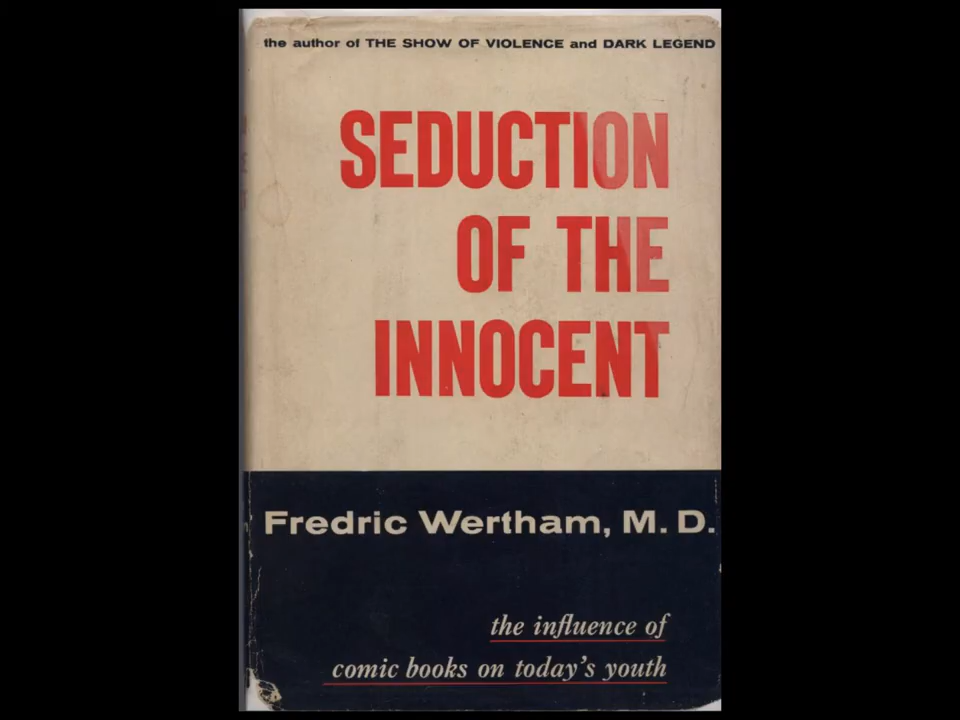 the author of THE SHOW OF VIOLENCE and DARK LEGEND
SEDUCTION
OF THE
INNOCENT
Fredric Wertham, M. D.
the influence of
comic books on today's youth